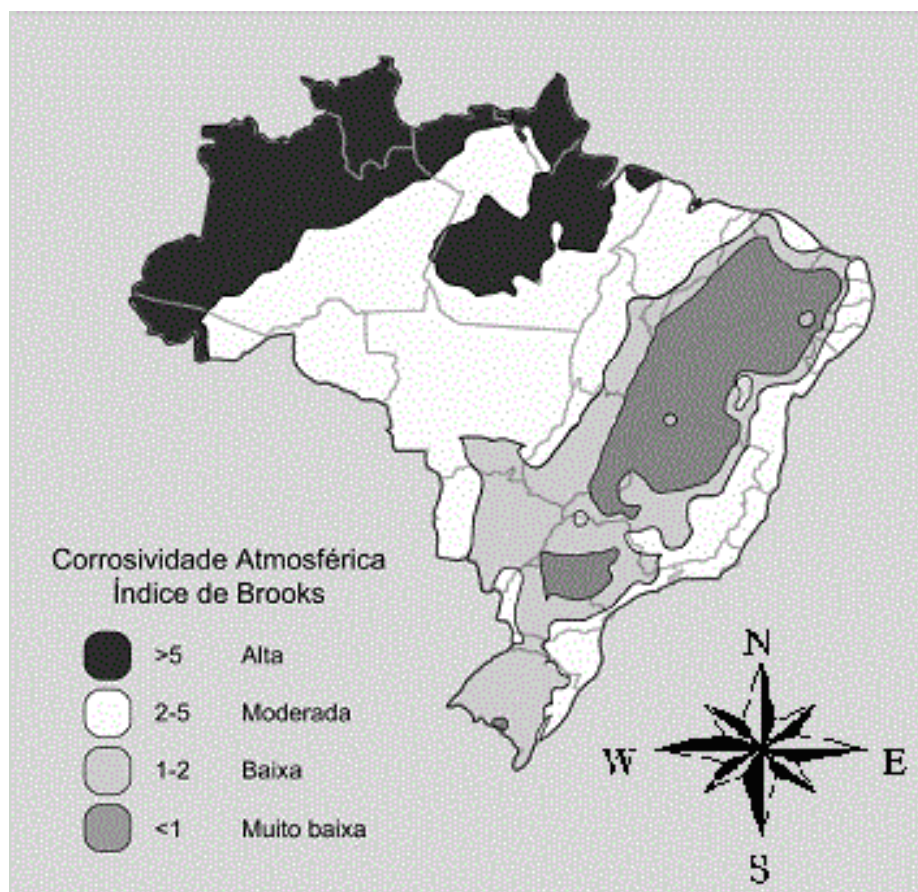 Corrosividade Atmosférica
Índice de Brooks
>5 Alta
2-5 Moderada
1-2 Baixa
<1 Muito baixa
N
W E
S